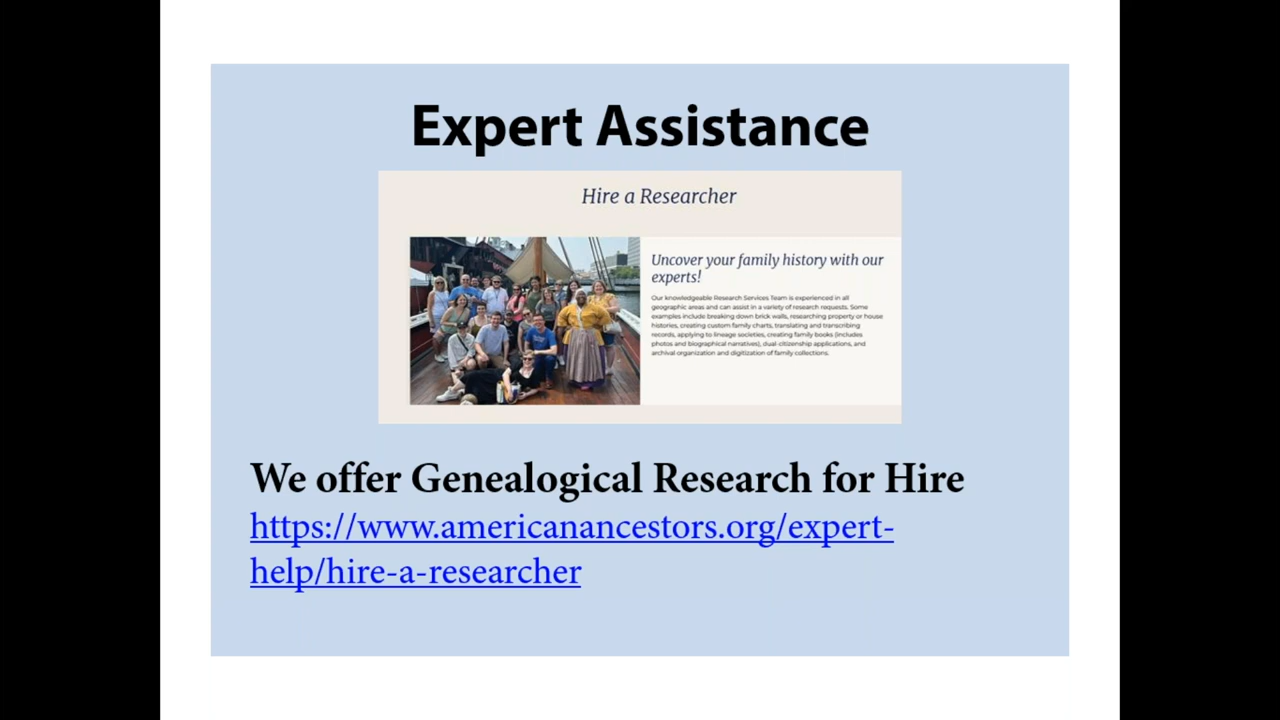 Expert Assistance
Hire a Researcher
Uncover your family history with our
experts!
Our knowledgeable Research Services Team is experienced in all
geographic areas and can assist in a variety of research requests. Some
examples include breaking down brick walls, researching property or house
histories, creating custom family charts, translating and transcribing
records, applying to lineage societies, creating family books (includes
photos and biographical narratives), dual-citizenship applications, and
archival organization and digitization of family collections.
We offer Genealogical Research for Hire
https://www.americanancestors.org/expert-
help/hire-a-researcher